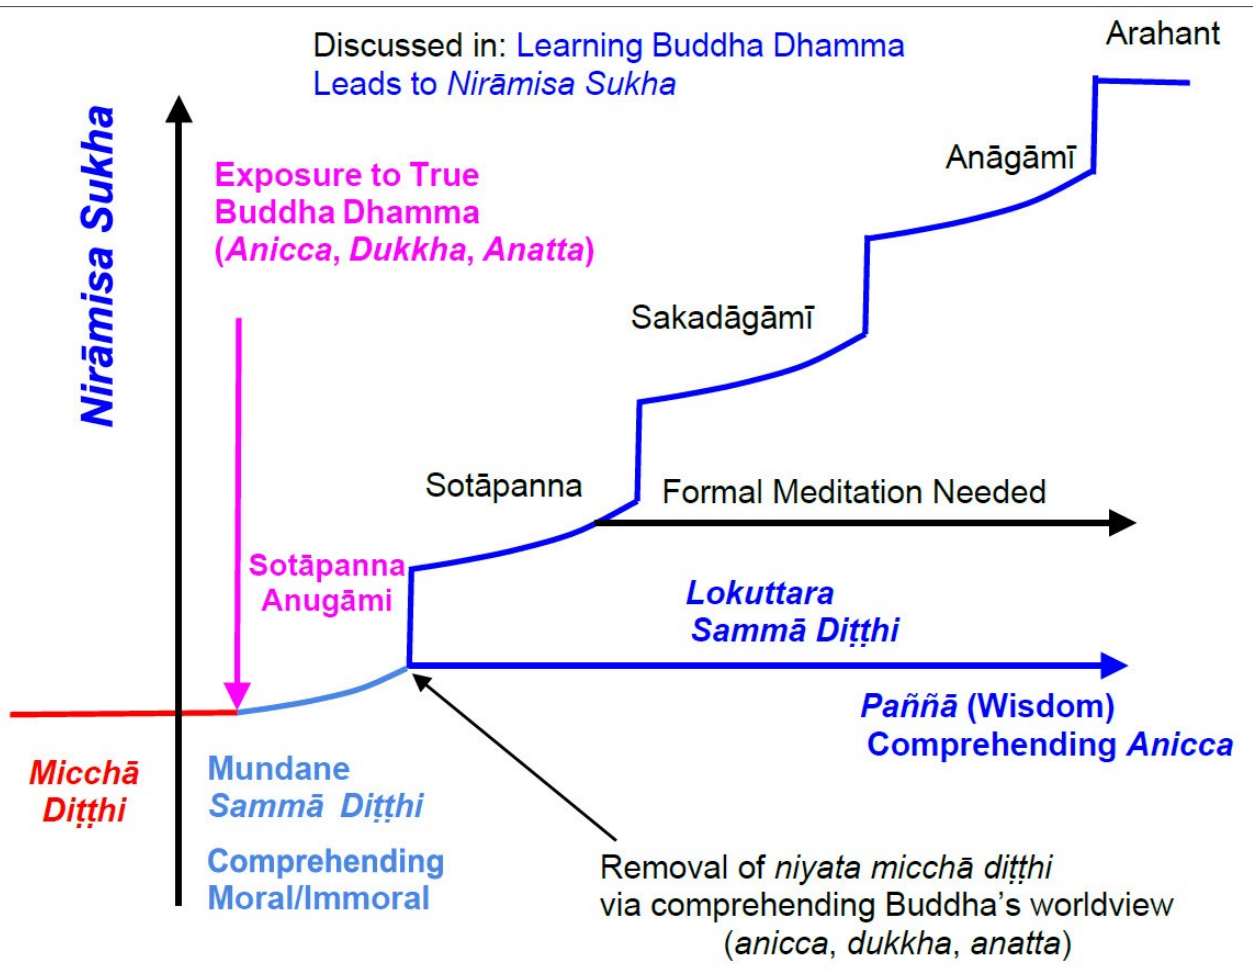 Arahant
Discussed in: Learning Buddha Dhamma
Leads to Nirāmisa Sukha
Nirāmisa Sukha
Exposure to True
Buddha Dhamma
(Anicca, Dukkha, Anatta)
Anāgāmī
Sakadāgāmī
Sotāpanna
Formal Meditation Needed
Sotāpanna
Anugāmi
Lokuttara
Sammā Diṭṭhi
Paññā (Wisdom)
Comprehending Anicca
Micchā
Diṭṭhi
Mundane
Sammā Diṭṭhi
Comprehending
Moral/Immoral
Removal of niyata micchā diṭṭhi
via comprehending Buddha’s worldview
(anicca, dukkha, anatta)